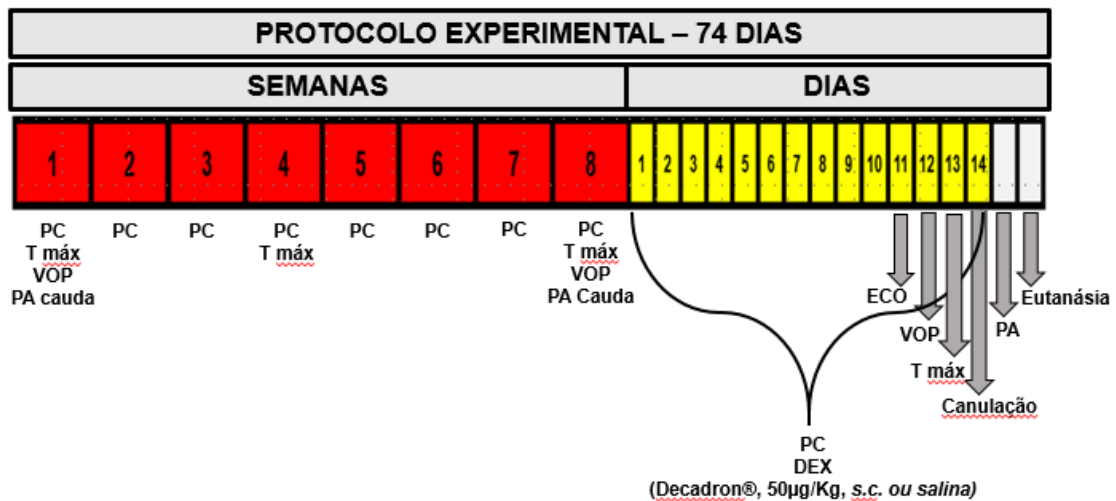 PROTOCOLO EXPERIMENTAL – 74 DIAS
SEMANAS DIAS
1 2 3 4 5 6 7 8 1 2 3 4 5 6 7 8 9 10 11 12 13 14
PC PC PC PC PC PC PC PC
T máx T máx T máx
VOP VOP
PA cauda PA Cauda
ECO Eutanásia
VOP PA
T máx
Canulação
PC
DEX
(Decadron®, 50µg/Kg, s.c. ou salina)